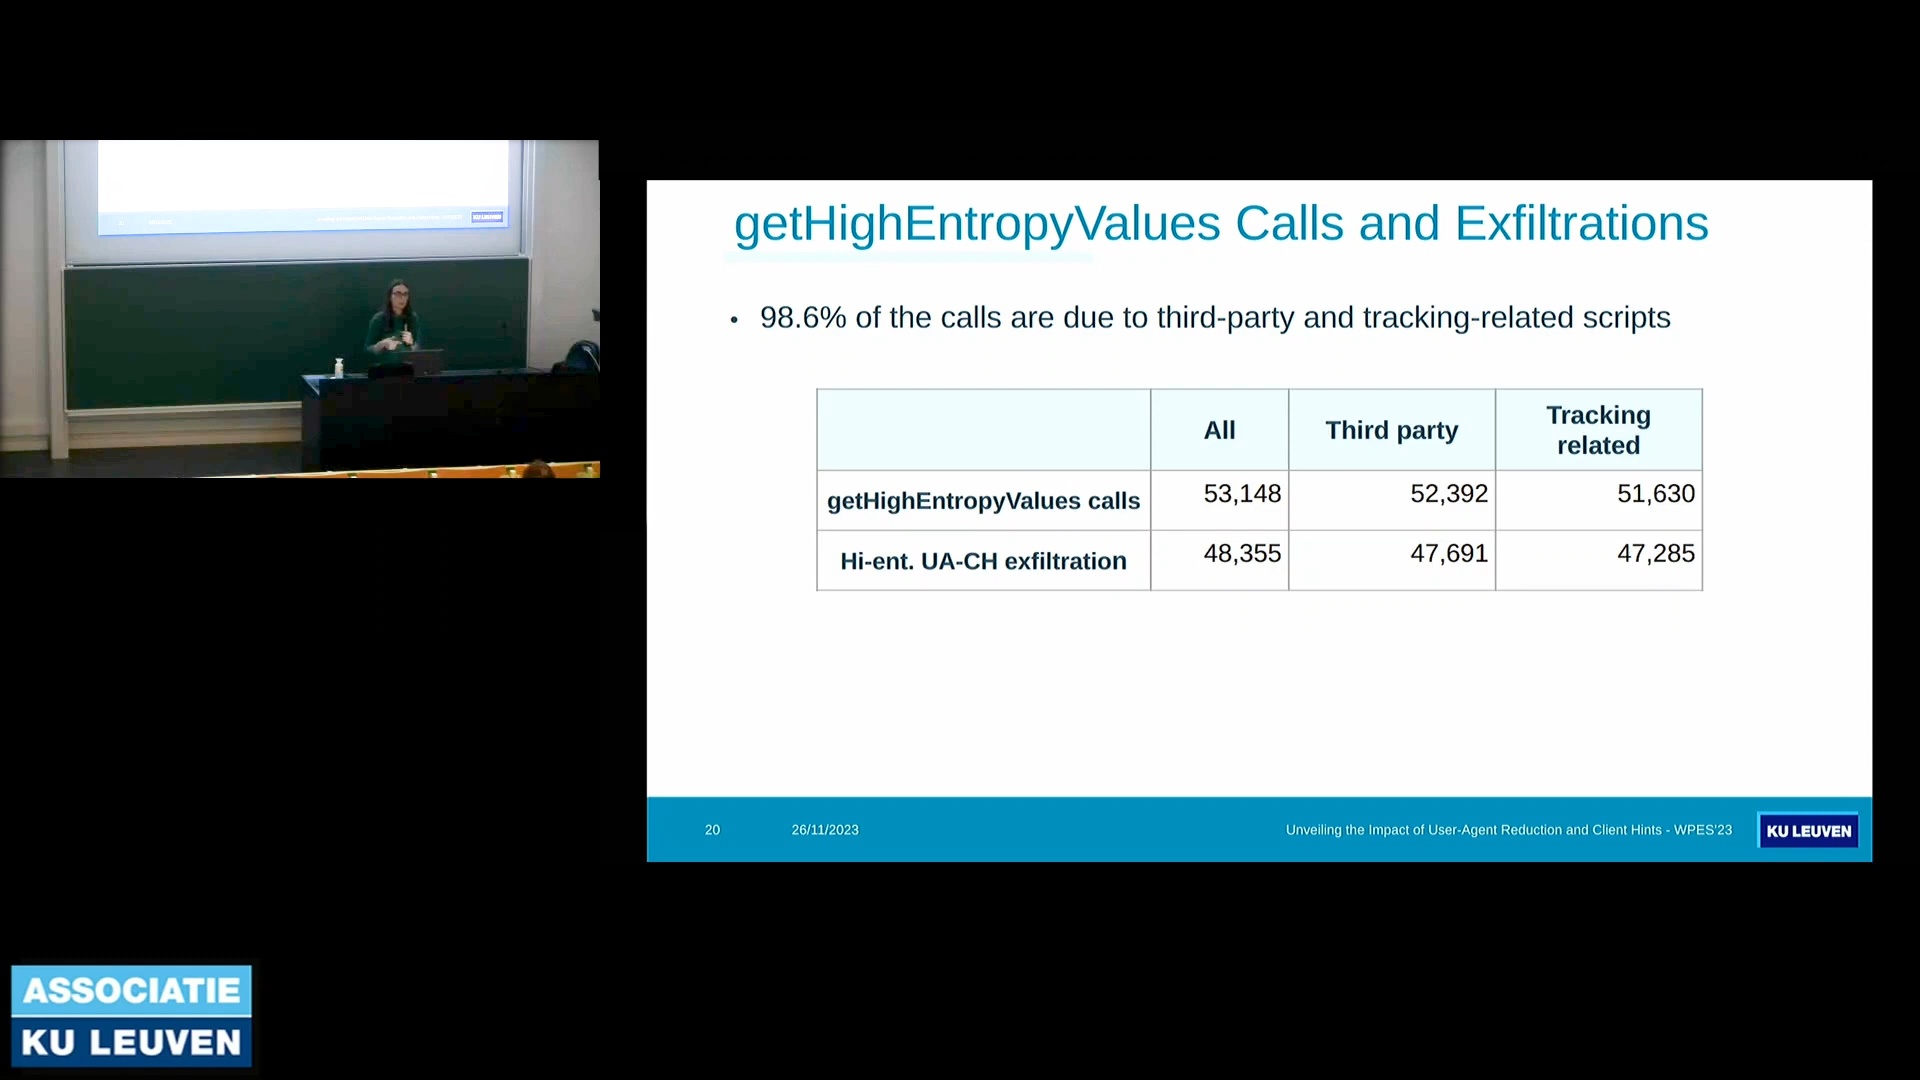 getHighEntropyValues Calls and Exfiltrations
• 98.6% of the calls are due to third-party and tracking-related scripts
All
Third party
Tracking
related
getHighEntropyValues calls
53,148
52,392
51,630
Hi-ent. UA-CH exfiltration
48,355
47,691
47,285
20
26/11/2023
Unveiling the Impact of User-Agent Reduction and Client Hints - WPES'23
KU LEUVEN
KU LEUVEN
ASSOCIATIE
KU LEUVEN